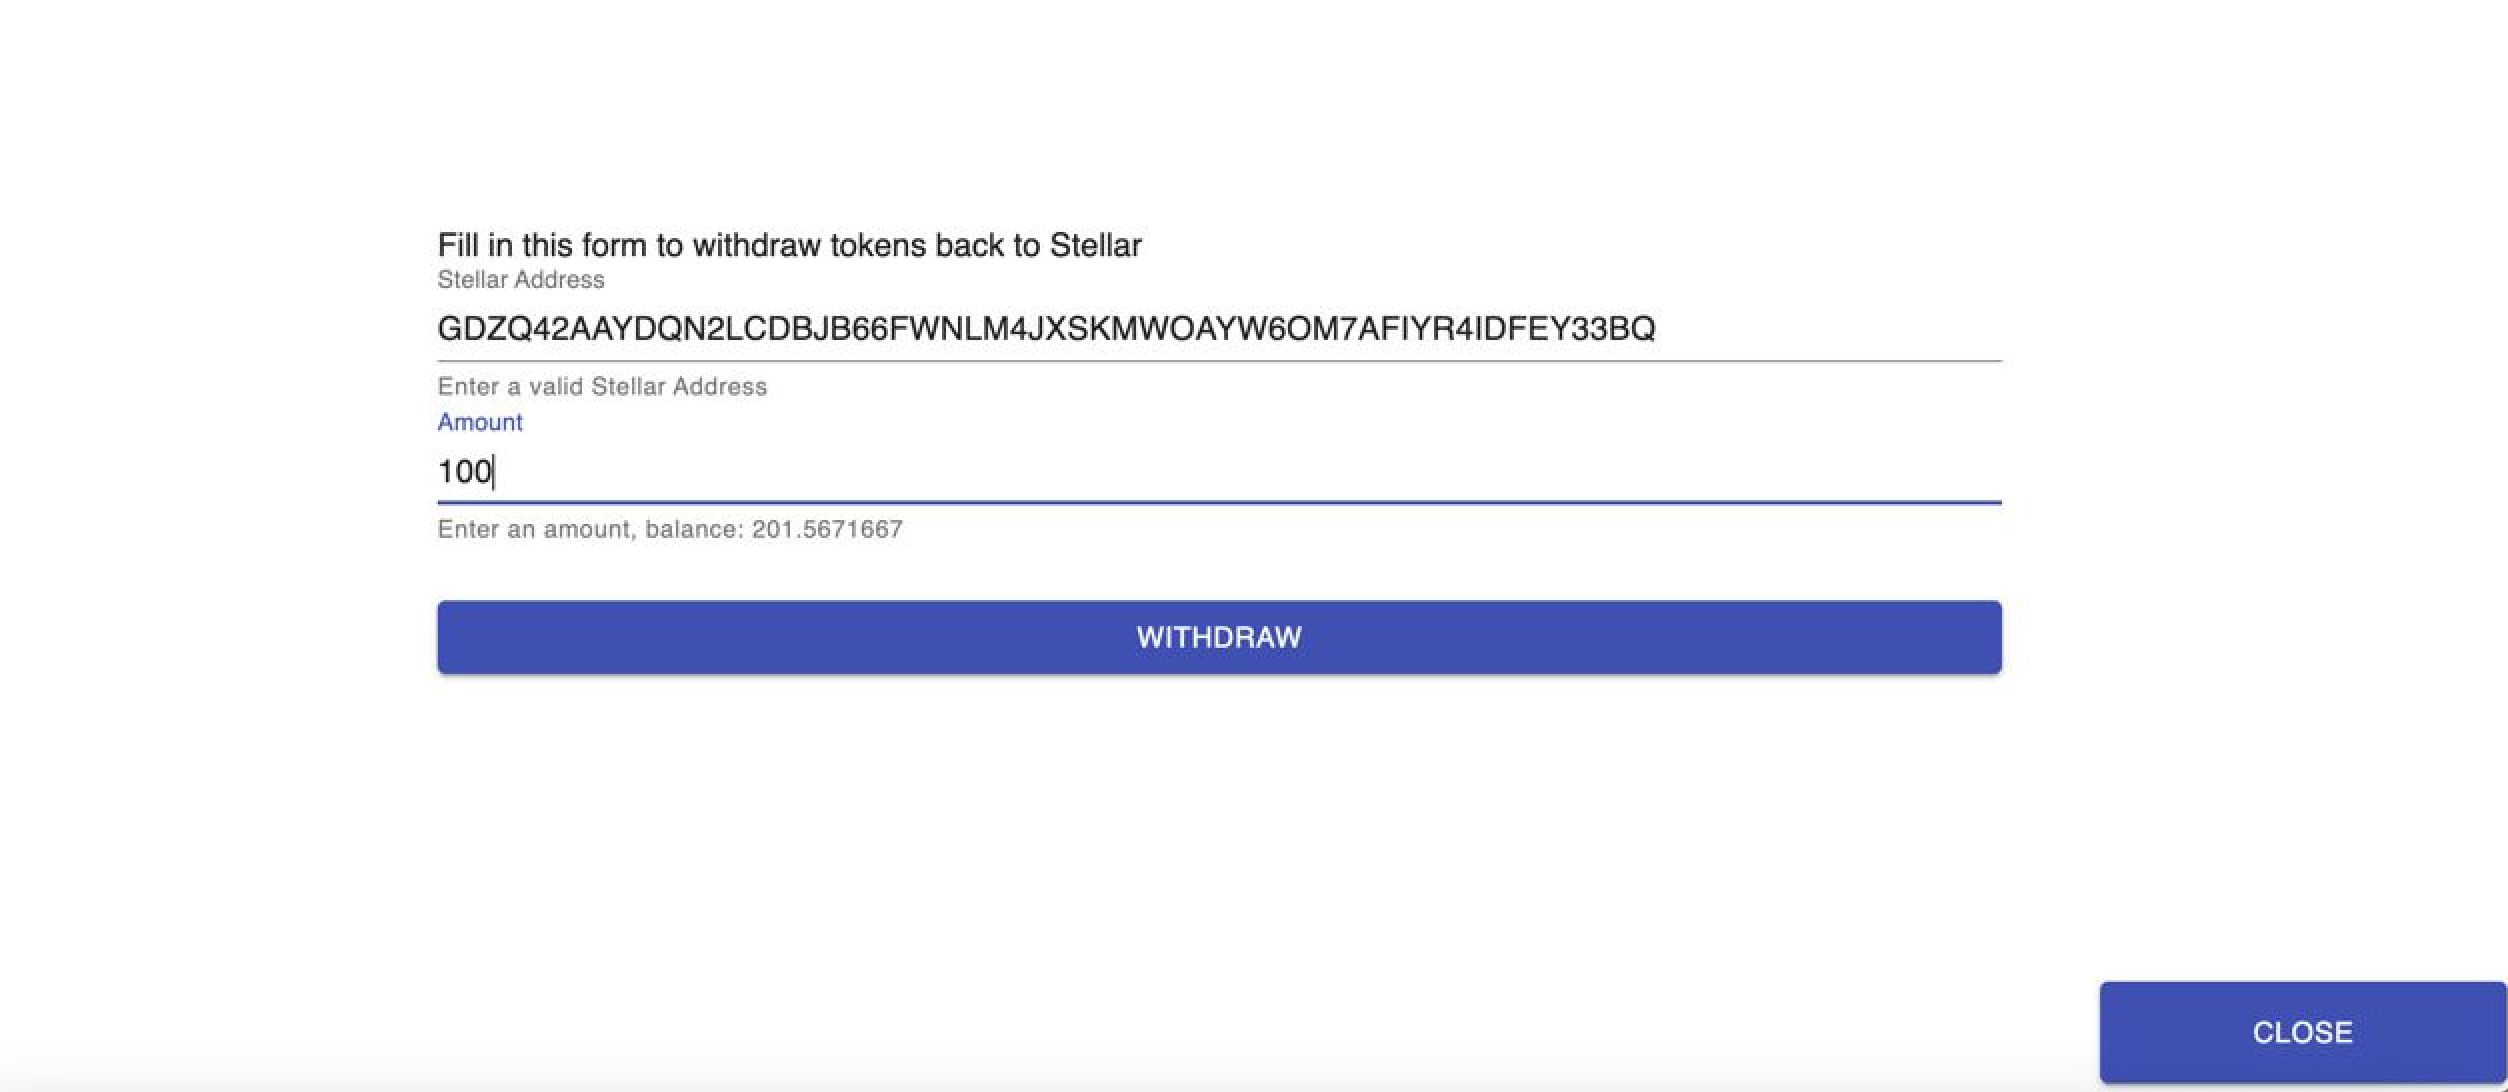 Fill in this form to withdraw tokens back to Stellar
Stellar Address
GDZQ42AAYDQN2LCDBJB66FWNLM4JXSKMWOAYW6OM7AFIYR4IDFEY33BQ
Enter a valid Stellar Address
Amount
100
Enter an amount, balance: 201.5671667
WITHDRAW
CLOSE